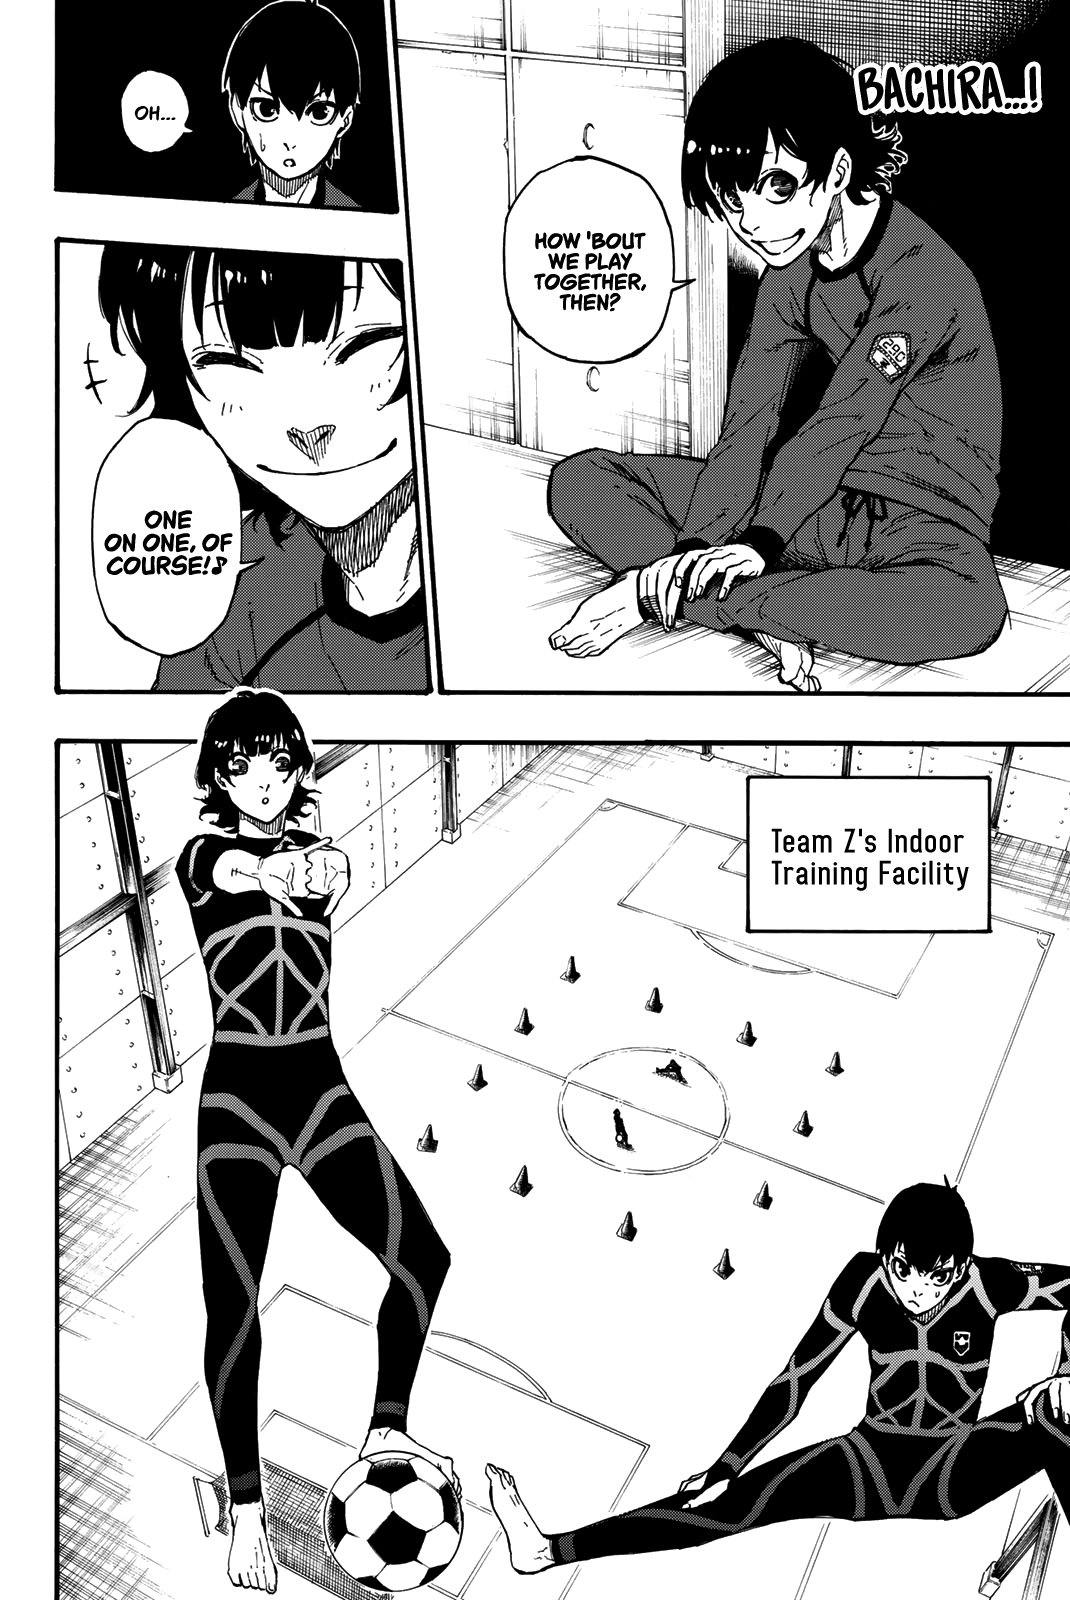 BACHIRA...!
HOW 'BOUT
WE PLAY
TOGETHER,
THEN?
OH...
ONE
ON ONE, OF
COURSE!♪
Team Z's Indoor
Training Facility